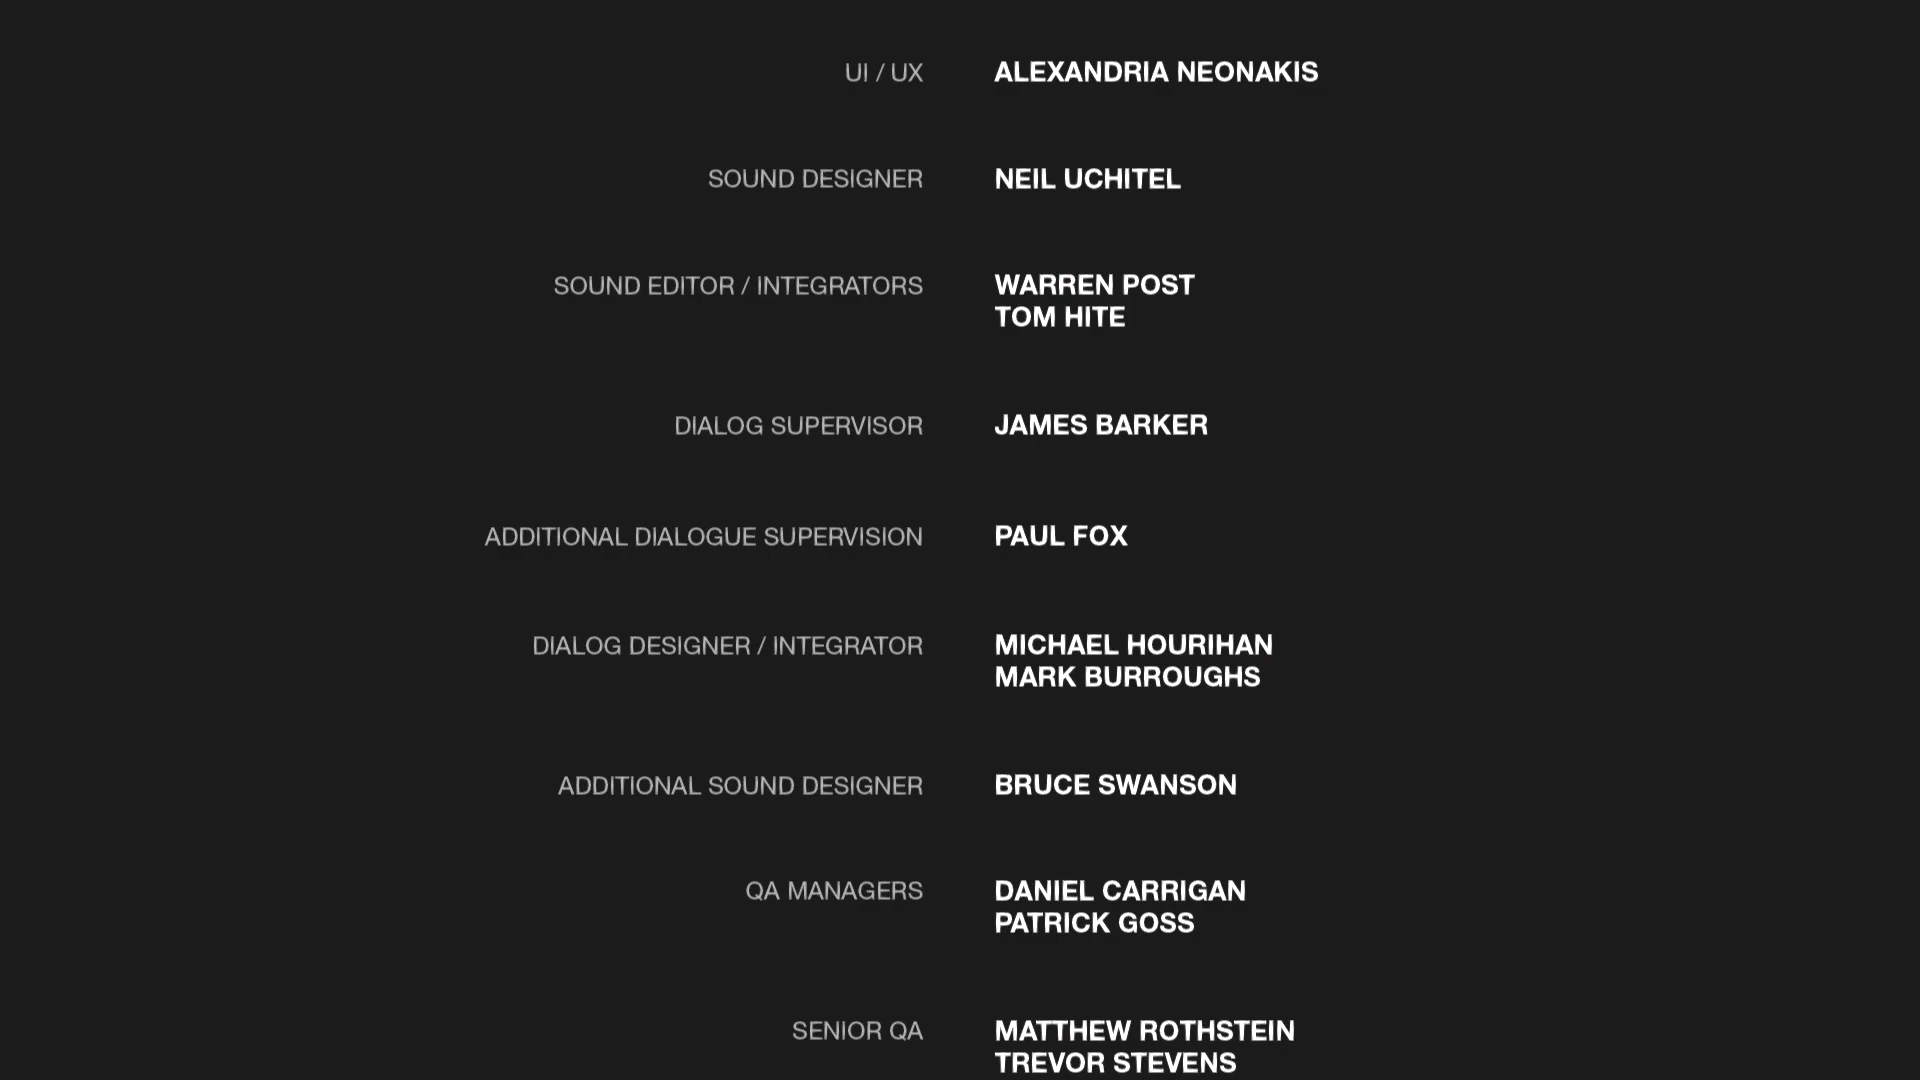 UI / UX ALEXANDRIA NEONAKIS
SOUND DESIGNER NEIL UCHITEL
SOUND EDITOR / INTEGRATORS WARREN POST
TOM HITE
DIALOG SUPERVISOR JAMES BARKER
ADDITIONAL DIALOGUE SUPERVISION PAUL FOX
DIALOG DESIGNER / INTEGRATOR MICHAEL HOURIHAN
MARK BURROUGHS
ADDITIONAL SOUND DESIGNER BRUCE SWANSON
QA MANAGERS DANIEL CARRIGAN
PATRICK GOSS
SENIOR QA MATTHEW ROTHSTEIN
TREVOR STEVENS